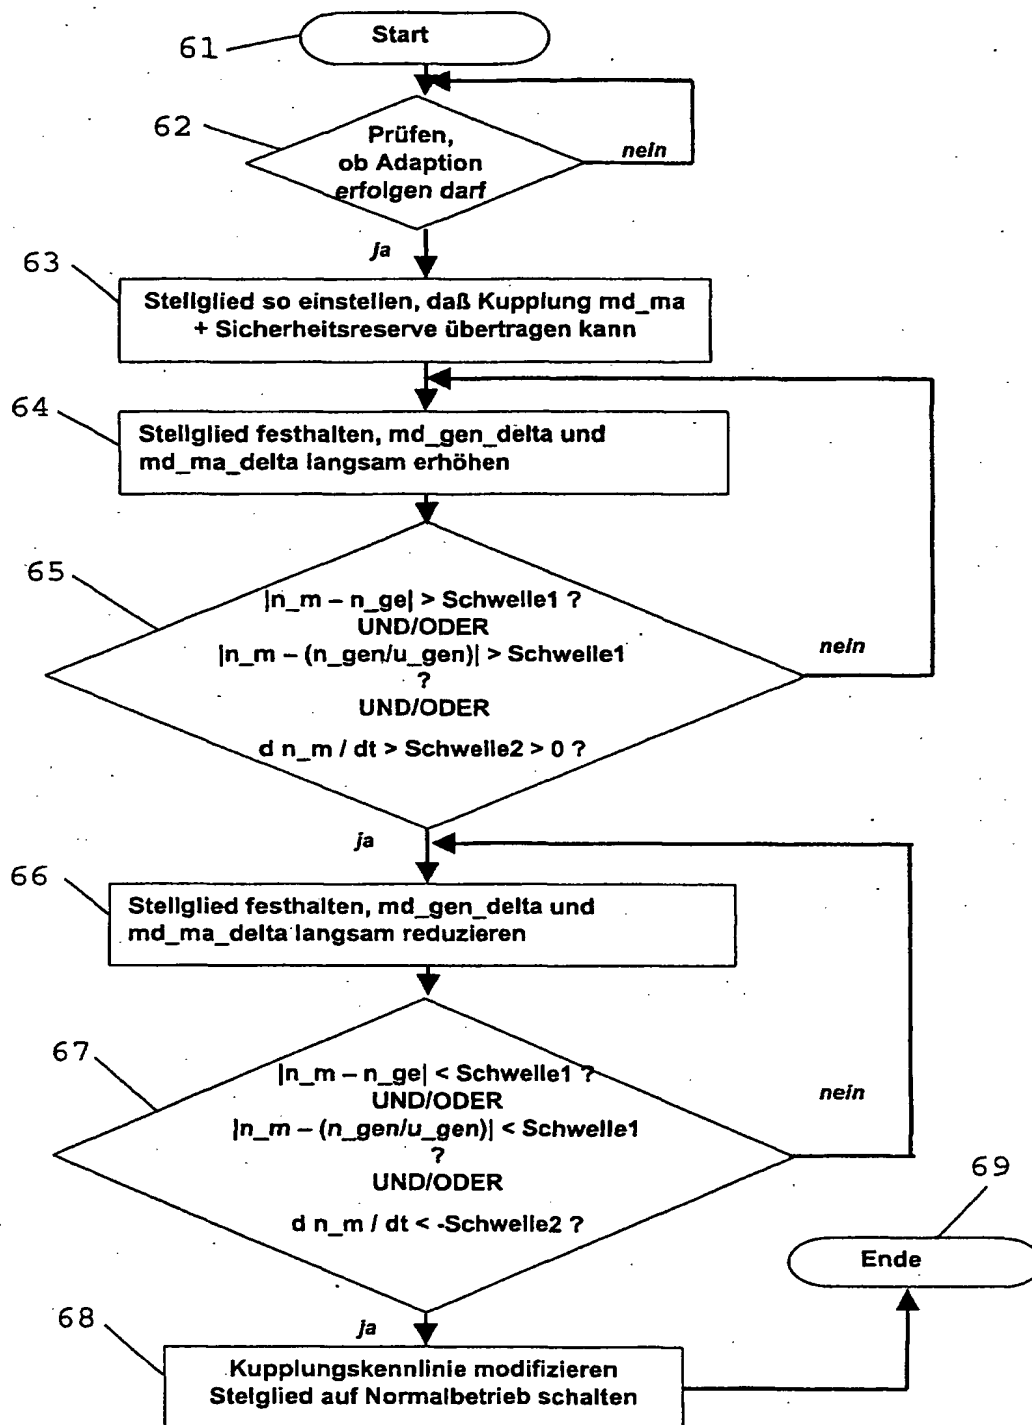 61
Start
62
Prüfen,
ob Adaption
erfolgen darf
nein
ja
63
Stellglied so einstellen, daß Kupplung md_ma
+ Sicherheitsreserve übertragen kann
64
Stellglied festhalten, md_gen_delta und
md_ma_delta langsam erhöhen
65
|n_m – n_ge| > Schwelle1 ?
UND/ODER
|n_m – (n_gen/u_gen)| > Schwelle1
?
UND/ODER
d n_m / dt > Schwelle2 > 0 ?
nein
ja
66
Stellglied festhalten, md_gen_delta und
md_ma_delta langsam reduzieren
67
|n_m – n_ge| < Schwelle1 ?
UND/ODER
|n_m – (n_gen/u_gen)| < Schwelle1
?
UND/ODER
d n_m / dt < -Schwelle2 ?
nein
ja
68
Kupplungskennlinie modifizieren
Stelglied auf Normalbetrieb schalten
69
Ende